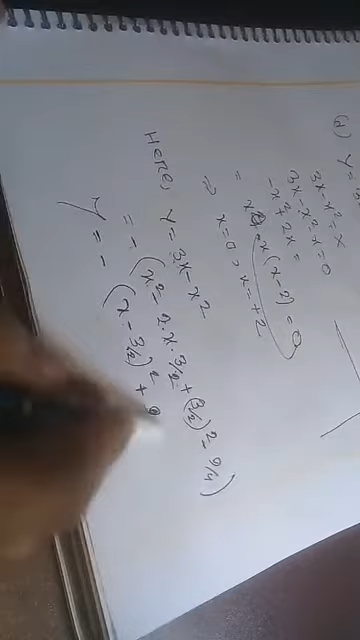 (d) Y = 3
3x - x² = x
3x - x² - x = 0
-x² + 2x =
= x (x - 2) = 0
⇒ x = 0, x = +2
Here, Y = 3x - x²
= - (x² - 2.x.3/2 + (3/2)² - 9/4)
Y = - (x - 3/2)² + 9